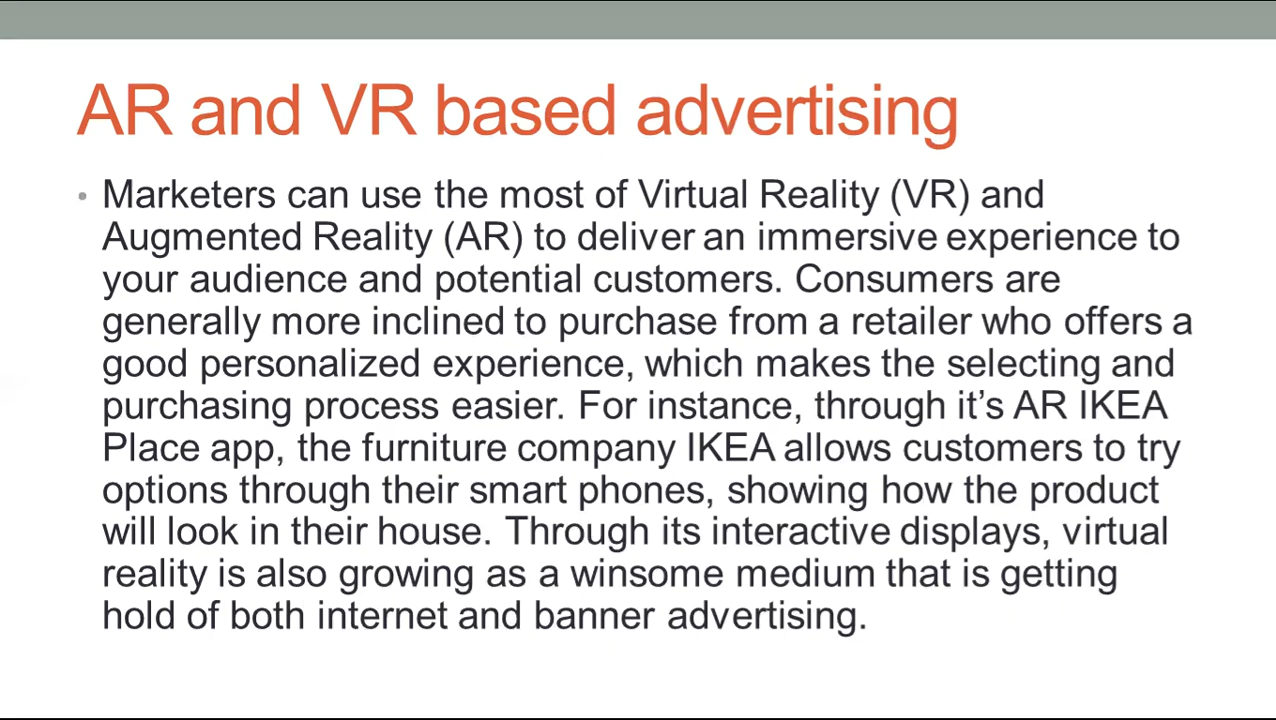 AR and VR based advertising
• Marketers can use the most of Virtual Reality (VR) and
Augmented Reality (AR) to deliver an immersive experience to
your audience and potential customers. Consumers are
generally more inclined to purchase from a retailer who offers a
good personalized experience, which makes the selecting and
purchasing process easier. For instance, through it’s AR IKEA
Place app, the furniture company IKEA allows customers to try
options through their smart phones, showing how the product
will look in their house. Through its interactive displays, virtual
reality is also growing as a winsome medium that is getting
hold of both internet and banner advertising.